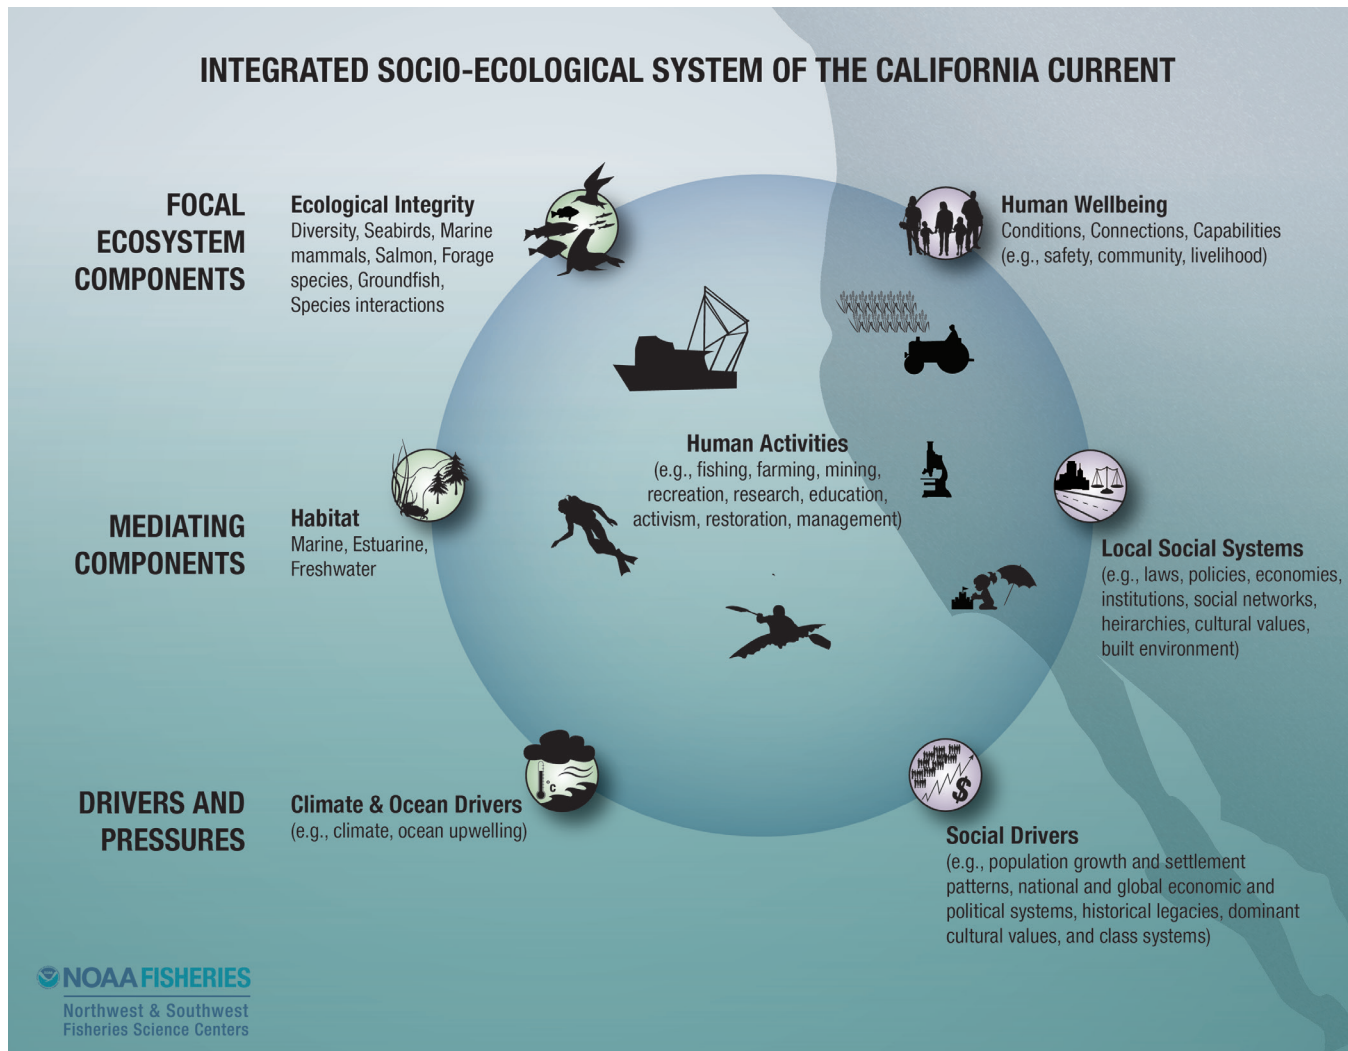 INTEGRATED SOCIO-ECOLOGICAL SYSTEM OF THE CALIFORNIA CURRENT
FOCAL
ECOSYSTEM
COMPONENTS
Ecological Integrity
Diversity, Seabirds, Marine
mammals, Salmon, Forage
species, Groundfish,
Species interactions
Human Wellbeing
Conditions, Connections, Capabilities
(e.g., safety, community, livelihood)
Human Activities
(e.g., fishing, farming, mining,
recreation, research, education,
activism, restoration, management)
MEDIATING
COMPONENTS
Habitat
Marine, Estuarine,
Freshwater
Local Social Systems
(e.g., laws, policies, economies,
institutions, social networks,
heirarchies, cultural values,
built environment)
DRIVERS AND
PRESSURES
Climate & Ocean Drivers
(e.g., climate, ocean upwelling)
°C
$
Social Drivers
(e.g., population growth and settlement
patterns, national and global economic and
political systems, historical legacies, dominant
cultural values, and class systems)
NOAA FISHERIES
Northwest & Southwest
Fisheries Science Centers